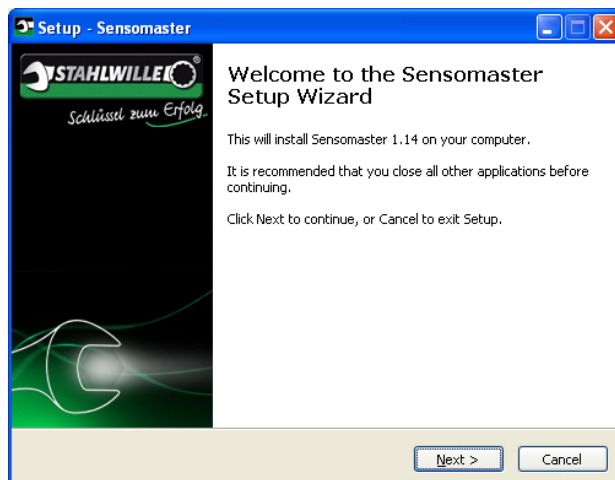 Setup - Sensomaster
STAHLWILLE®
Schlüssel zum Erfolg.
Welcome to the Sensomaster
Setup Wizard
This will install Sensomaster 1.14 on your computer.
It is recommended that you close all other applications before
continuing.
Click Next to continue, or Cancel to exit Setup.
Next >
Cancel